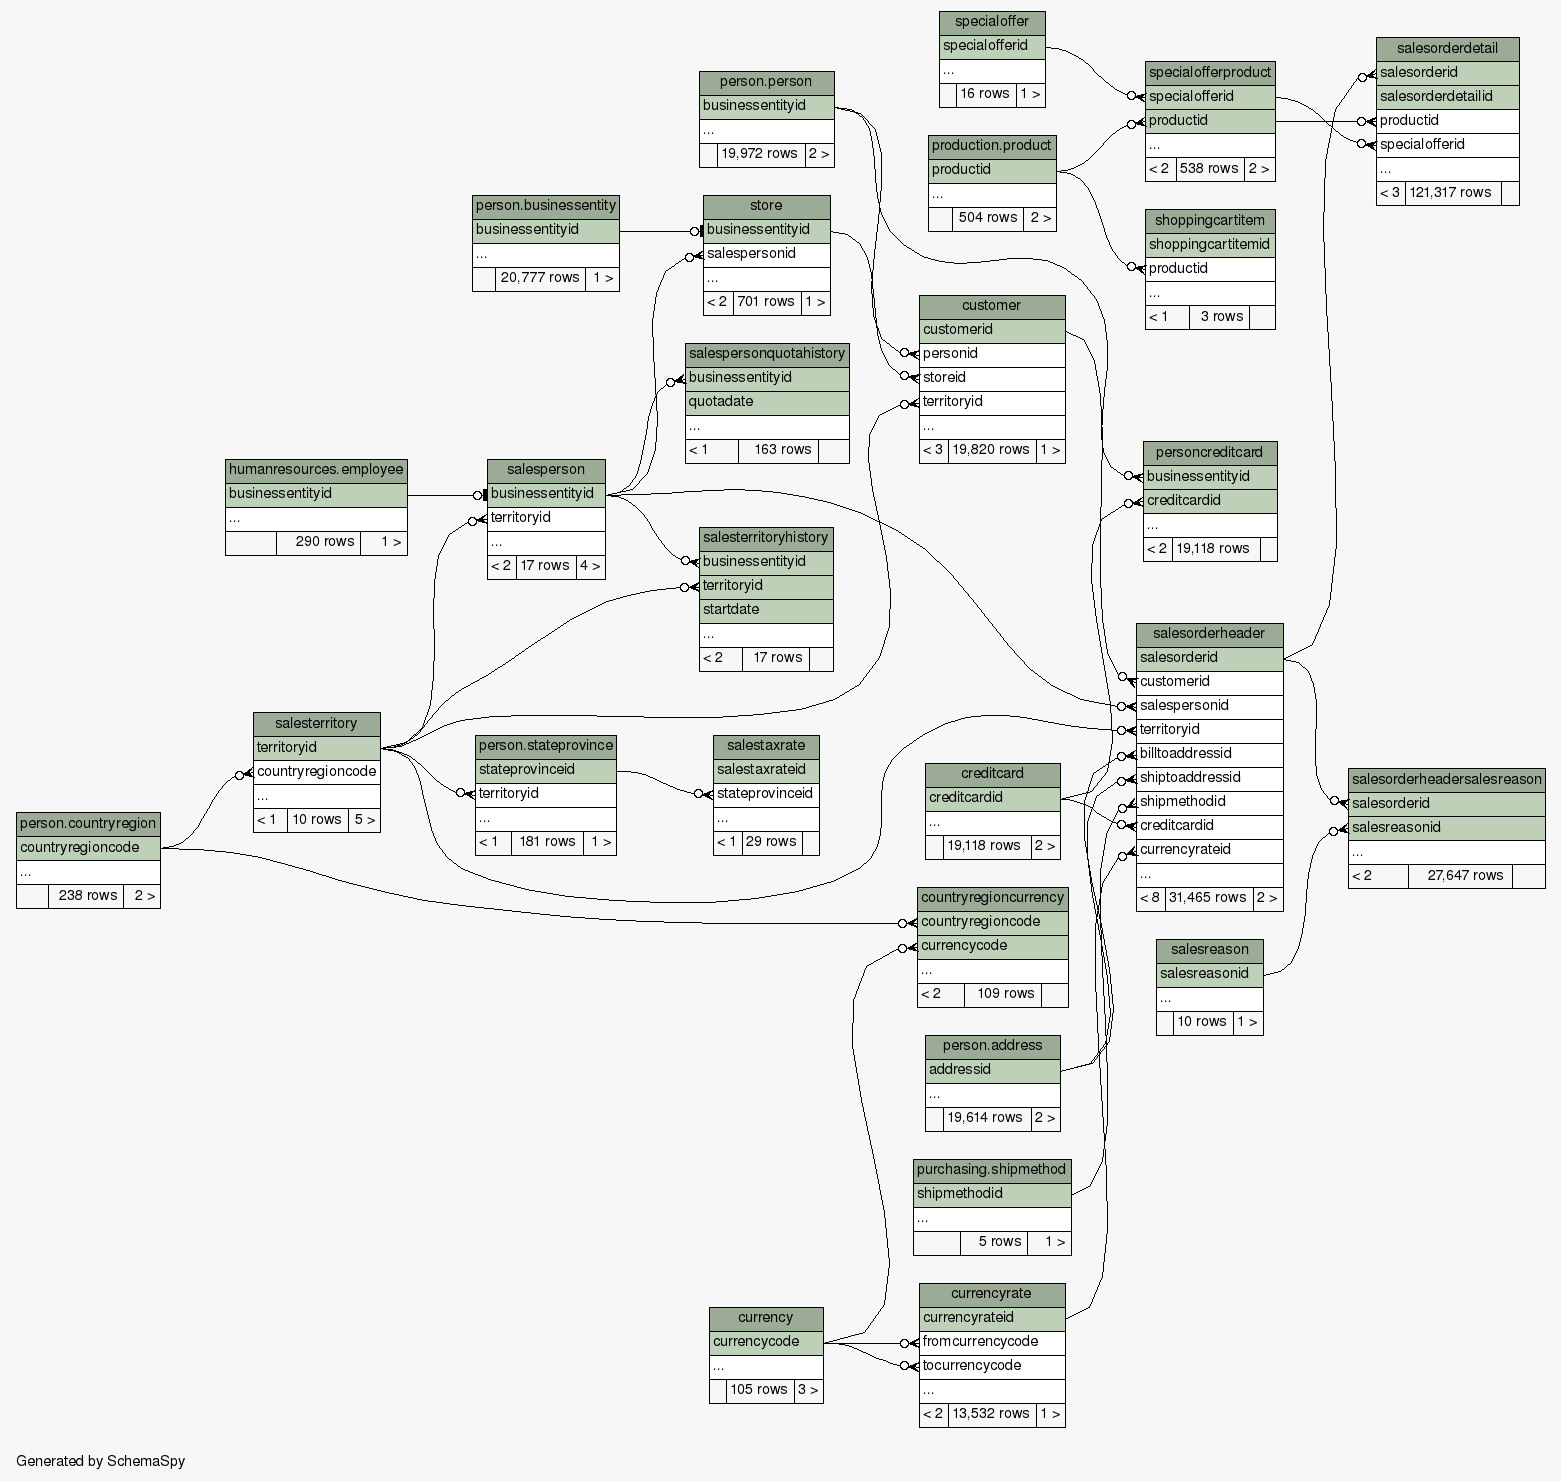 specialoffer
specialofferid
...
16 rows 1 >
salesorderdetail
salesorderid
salesorderdetailid
productid
specialofferid
...
< 3 121,317 rows
specialofferproduct
specialofferid
productid
...
< 2 538 rows 2 >
person.person
businessentityid
...
19,972 rows 2 >
production.product
productid
...
504 rows 2 >
person.businessentity
businessentityid
...
20,777 rows 1 >
store
businessentityid
salespersonid
...
< 2 701 rows 1 >
shoppingcartitem
shoppingcartitemid
productid
...
< 1 3 rows
customer
customerid
personid
storeid
territoryid
...
< 3 19,820 rows 1 >
salespersonquotahistory
businessentityid
quotadate
...
< 1 163 rows
personcreditcard
businessentityid
creditcardid
...
< 2 19,118 rows
humanresources.employee
businessentityid
...
290 rows 1 >
salesperson
businessentityid
territoryid
...
< 2 17 rows 4 >
salesterritoryhistory
businessentityid
territoryid
startdate
...
< 2 17 rows
salesorderheader
salesorderid
customerid
salespersonid
territoryid
billtoaddressid
shiptoaddressid
shipmethodid
creditcardid
currencyrateid
...
< 8 31,465 rows 2 >
salesterritory
territoryid
countryregioncode
...
< 1 10 rows 5 >
person.stateprovince
stateprovinceid
territoryid
...
< 1 181 rows 1 >
salestaxrate
salestaxrateid
stateprovinceid
...
< 1 29 rows
creditcard
creditcardid
...
19,118 rows 2 >
salesorderheadersalesreason
salesorderid
salesreasonid
...
< 2 27,647 rows
person.countryregion
countryregioncode
...
238 rows 2 >
countryregioncurrency
countryregioncode
currencycode
...
< 2 109 rows
salesreason
salesreasonid
...
10 rows 1 >
person.address
addressid
...
19,614 rows 2 >
purchasing.shipmethod
shipmethodid
...
5 rows 1 >
currency
currencycode
...
105 rows 3 >
currencyrate
currencyrateid
fromcurrencycode
tocurrencycode
...
< 2 13,532 rows 1 >
Generated by SchemaSpy